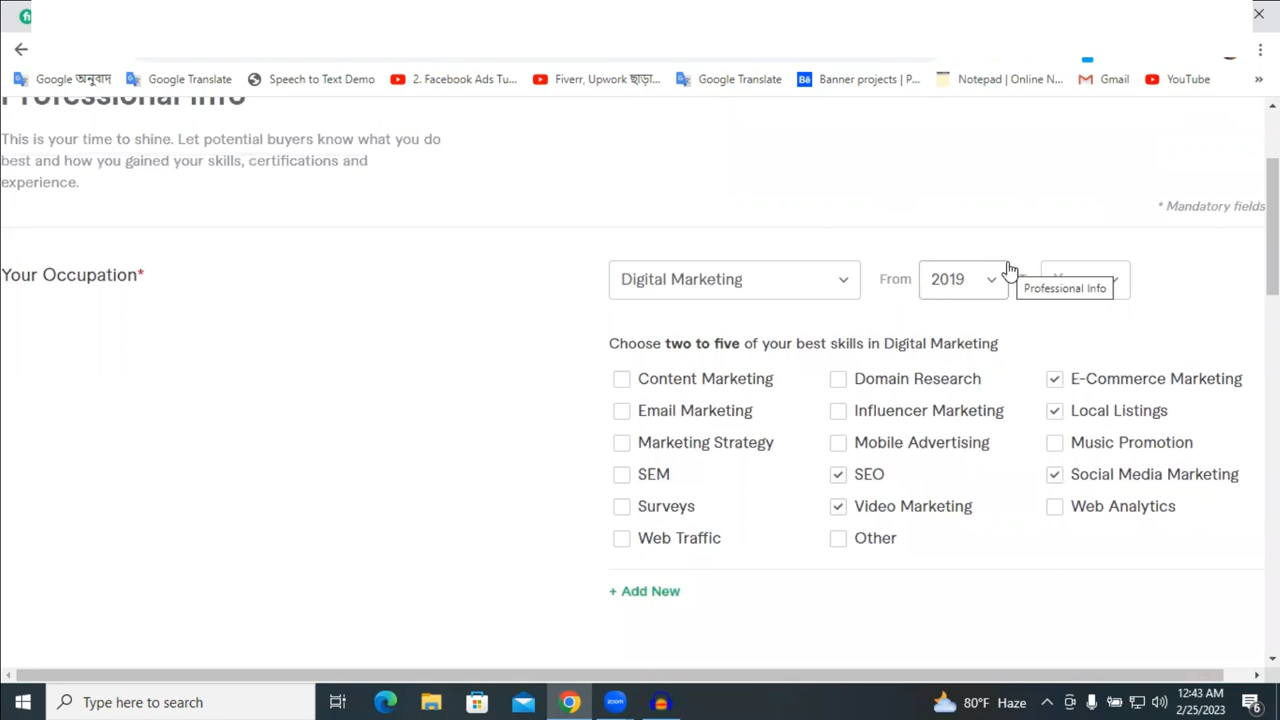 Google অনুবাদ Google Translate Speech to Text Demo 2. Facebook Ads Tu... Fiverr, Upwork ছাড়া... Google Translate Bē Banner projects | P... Notepad | Online N... Gmail YouTube »
Professional Info
This is your time to shine. Let potential buyers know what you do
best and how you gained your skills, certifications and
experience.
* Mandatory fields
Your Occupation*
Digital Marketing From 2019
Professional Info
Choose two to five of your best skills in Digital Marketing
Content Marketing Domain Research E-Commerce Marketing
Email Marketing Influencer Marketing Local Listings
Marketing Strategy Mobile Advertising Music Promotion
SEM SEO Social Media Marketing
Surveys Video Marketing Web Analytics
Web Traffic Other
+ Add New
Type here to search zoom 80°F Haze 12:43 AM
2/25/2023 6